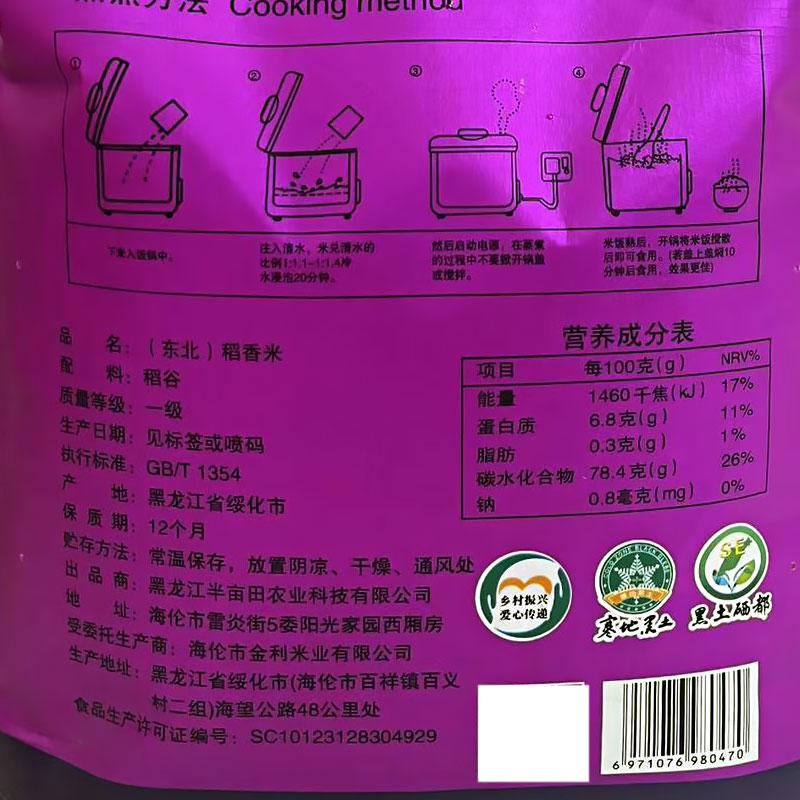 Cooking method
①
②
③
④
下米入饭锅中。
注入清水，米兑清水的
比例1:1.1-1:1.4冷
水浸泡20分钟。
然后启动电源，在蒸煮
的过程中不要掀开锅盖
或搅拌。
米饭熟后，开锅将米饭搅散
后即可食用。(若盖上盖焖10
分钟后食用，效果更佳)
品 名：（东北）稻香米
配 料：稻谷
质量等级：一级
生产日期：见标签或喷码
执行标准：GB/T 1354
产 地：黑龙江省绥化市
保 质 期：12个月
贮存方法：常温保存，放置阴凉、干燥、通风处
出 品 商：黑龙江半亩田农业科技有限公司
地 址：海伦市雷炎街5委阳光家园西厢房
受委托生产商：海伦市金利米业有限公司
生产地址：黑龙江省绥化市(海伦市百祥镇百义
村二组)海望公路48公里处
食品生产许可证编号：SC10123128304929
营养成分表
项目 每100克(g) NRV%
能量 1460千焦(kJ) 17%
蛋白质 6.8克(g) 11%
脂肪 0.3克(g) 1%
碳水化合物 78.4克(g) 26%
钠 0.8毫克(mg) 0%
乡村振兴
爱心传递
寒地黑土
SE
黑土硒都
6 971076 980470